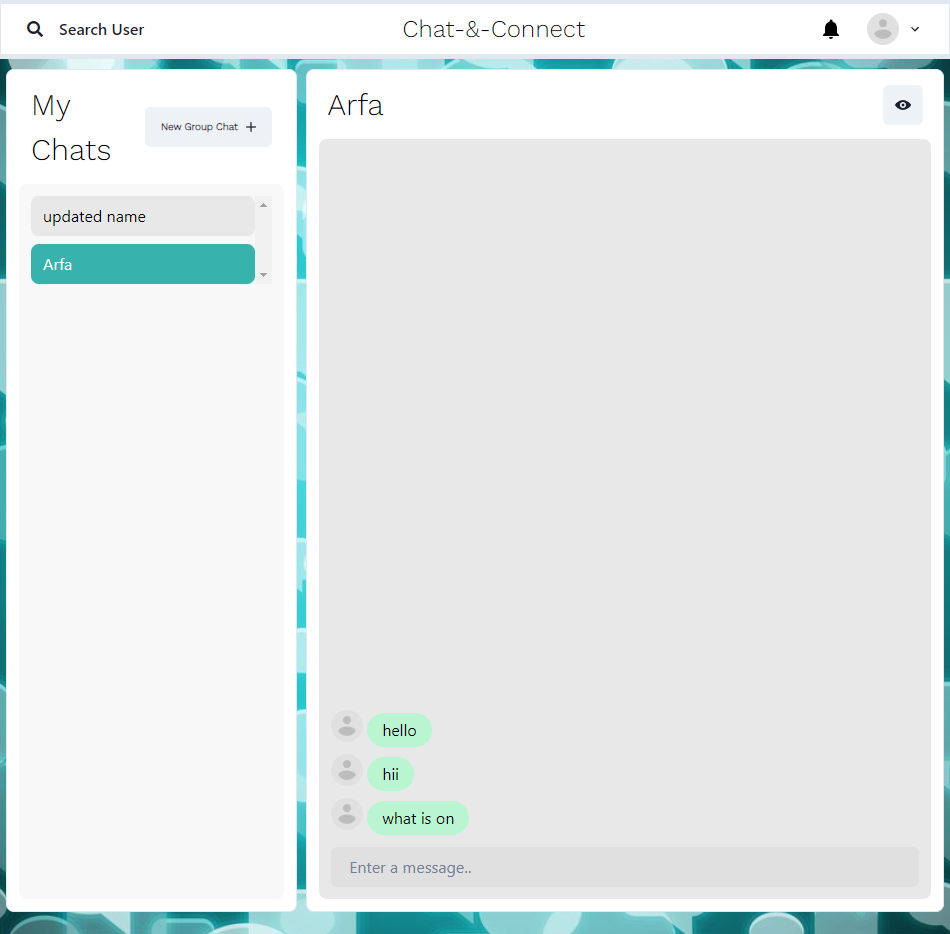 Search User
Chat-&-Connect
My
Chats
New Group Chat
updated name
Arfa
Arfa
hello
hii
what is on
Enter a message..